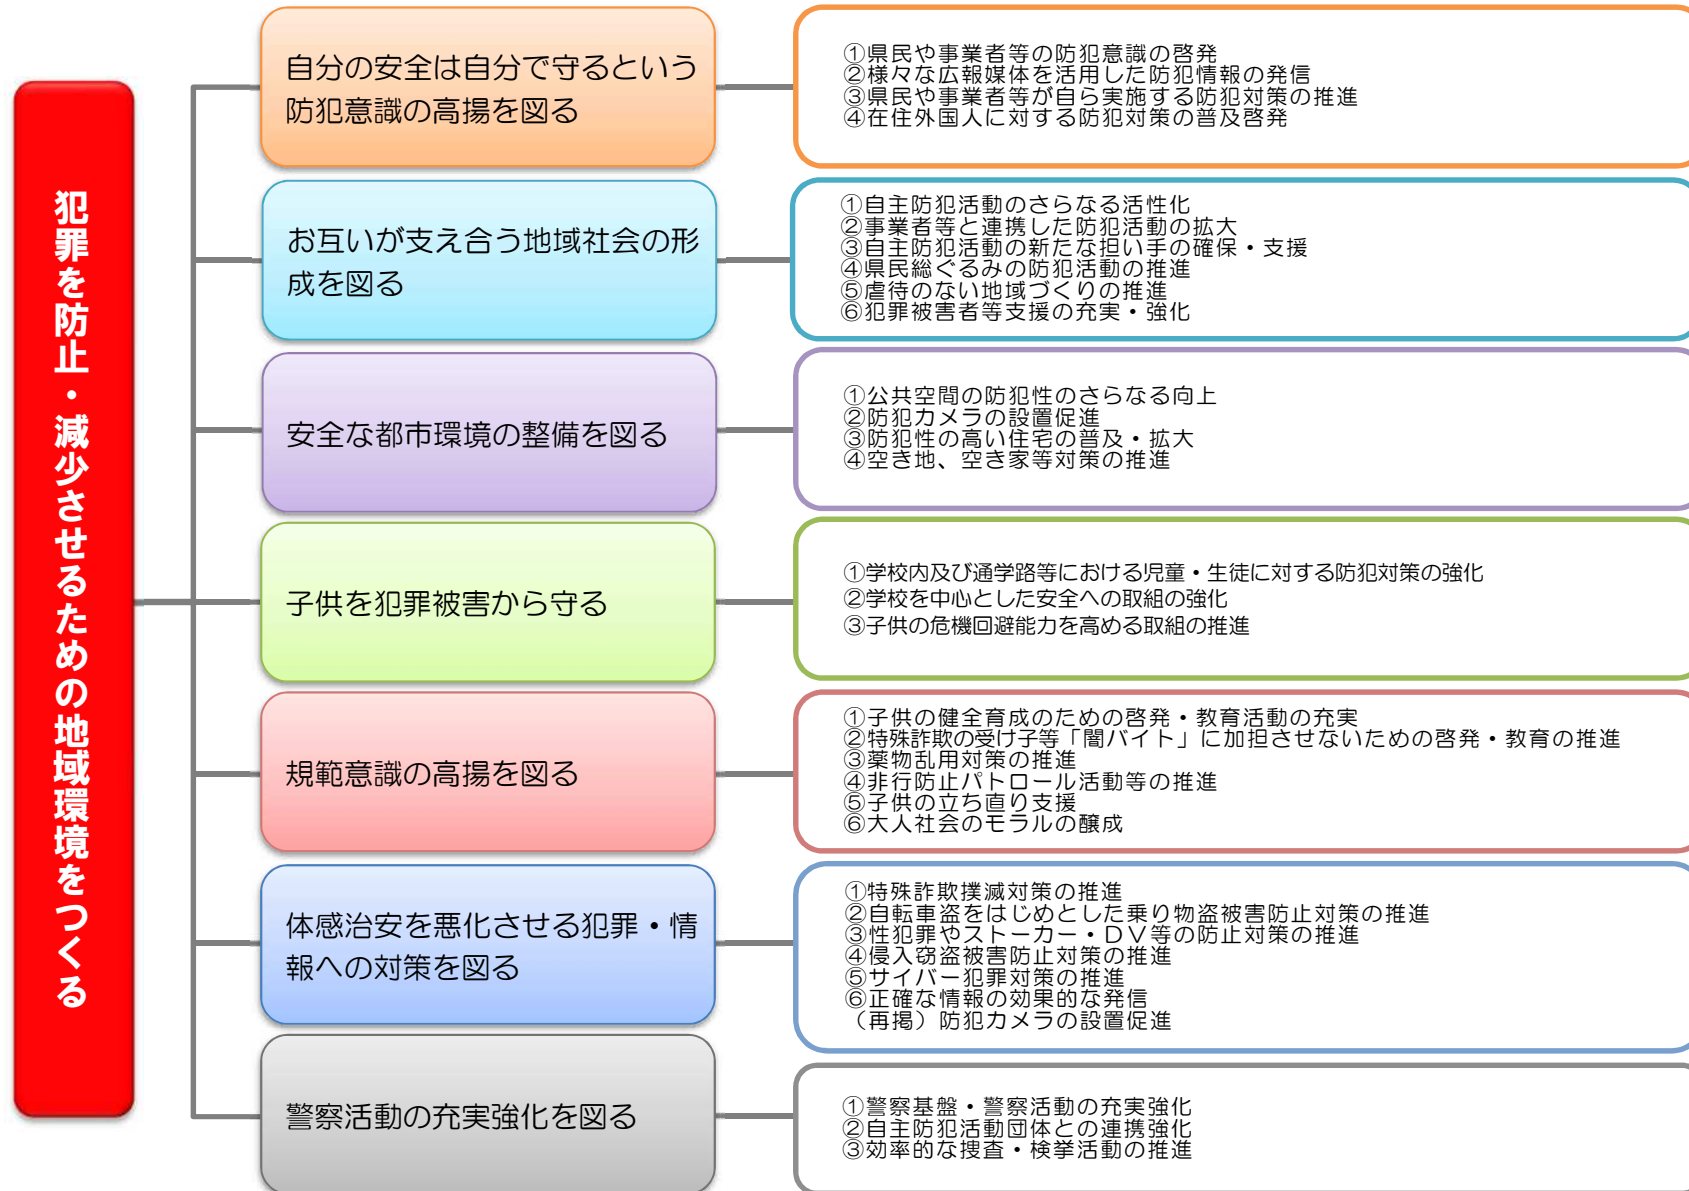 犯罪を防止・減少させるための地域環境をつくる
自分の安全は自分で守るという
防犯意識の高揚を図る
①県民や事業者等の防犯意識の啓発
②様々な広報媒体を活用した防犯情報の発信
③県民や事業者等が自ら実施する防犯対策の推進
④在住外国人に対する防犯対策の普及啓発
お互いが支え合う地域社会の形
成を図る
①自主防犯活動のさらなる活性化
②事業者等と連携した防犯活動の拡大
③自主防犯活動の新たな担い手の確保・支援
④県民総ぐるみの防犯活動の推進
⑤虐待のない地域づくりの推進
⑥犯罪被害者等支援の充実・強化
安全な都市環境の整備を図る
①公共空間の防犯性のさらなる向上
②防犯カメラの設置促進
③防犯性の高い住宅の普及・拡大
④空き地、空き家等対策の推進
子供を犯罪被害から守る
①学校内及び通学路等における児童・生徒に対する防犯対策の強化
②学校を中心とした安全への取組の強化
③子供の危機回避能力を高める取組の推進
規範意識の高揚を図る
①子供の健全育成のための啓発・教育活動の充実
②特殊詐欺の受け子等「闇バイト」に加担させないための啓発・教育の推進
③薬物乱用対策の推進
④非行防止パトロール活動等の推進
⑤子供の立ち直り支援
⑥大人社会のモラルの醸成
体感治安を悪化させる犯罪・情
報への対策を図る
①特殊詐欺撲滅対策の推進
②自転車盗をはじめとした乗り物盗被害防止対策の推進
③性犯罪やストーカー・ＤＶ等の防止対策の推進
④侵入窃盗被害防止対策の推進
⑤サイバー犯罪対策の推進
⑥正確な情報の効果的な発信
（再掲）防犯カメラの設置促進
警察活動の充実強化を図る
①警察基盤・警察活動の充実強化
②自主防犯活動団体との連携強化
③効率的な捜査・検挙活動の推進